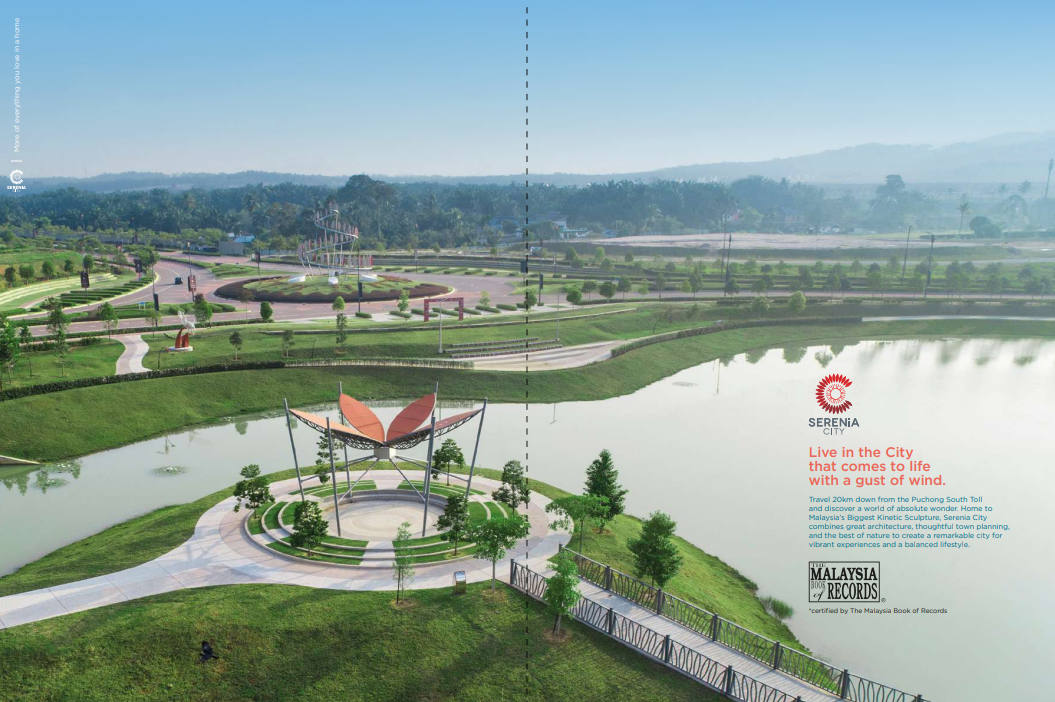 More of everything you love in a home
SERENiA
CITY
SERENiA
CITY
Live in the City
that comes to life
with a gust of wind.
Travel 20km down from the Puchong South Toll
and discover a world of absolute wonder. Home to
Malaysia's Biggest Kinetic Sculpture, Serenia City
combines great architecture, thoughtful town planning,
and the best of nature to create a remarkable city for
vibrant experiences and a balanced lifestyle.
THE
MALAYSIA
BOOK
of RECORDS®
*certified by The Malaysia Book of Records